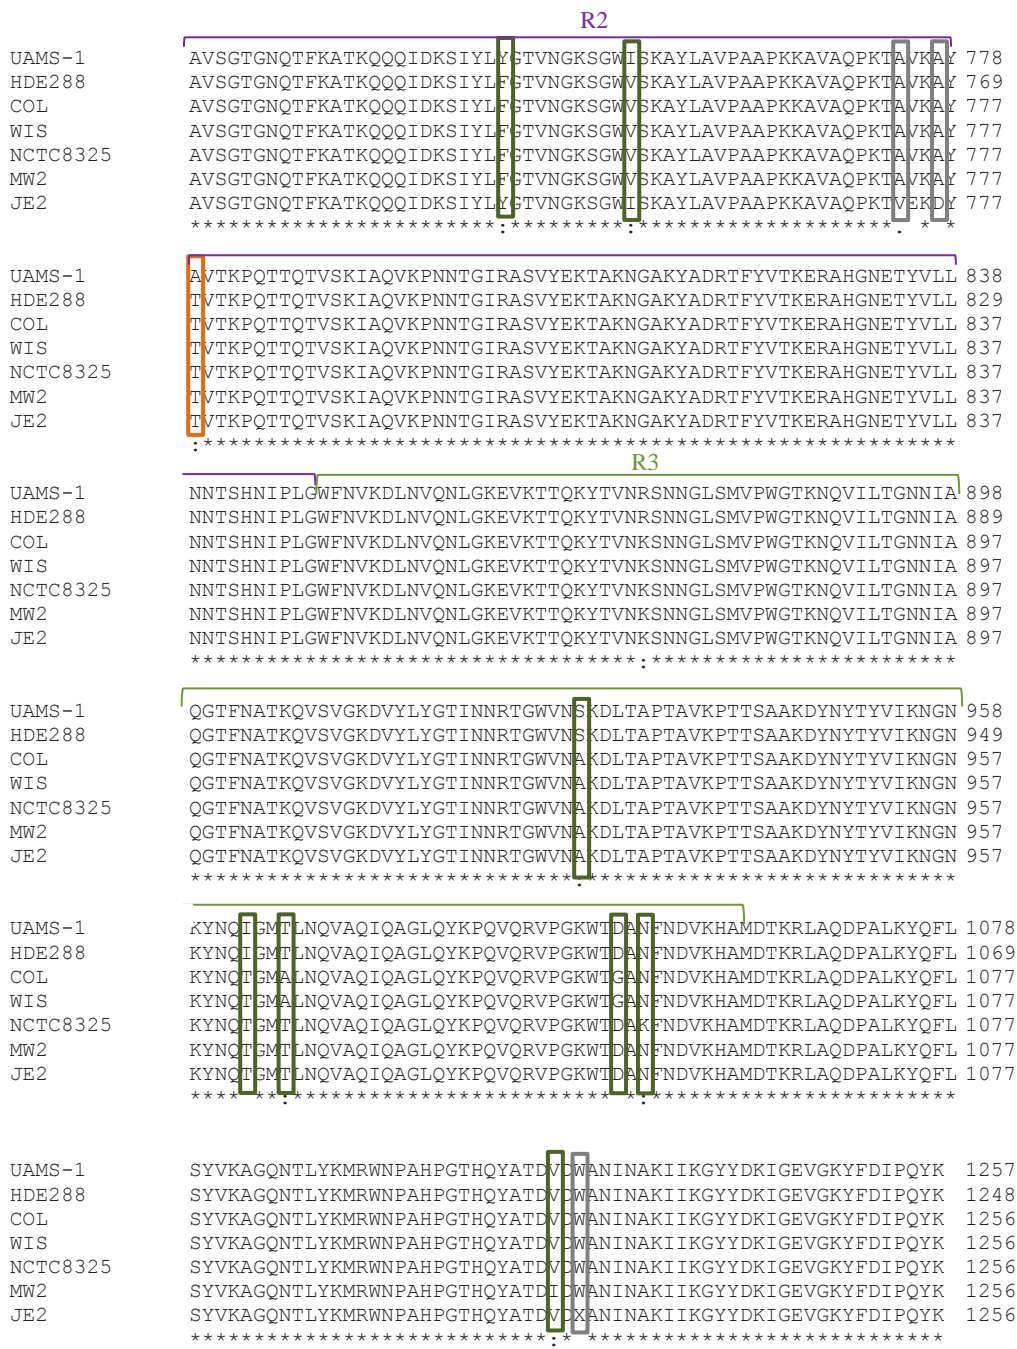 R2
UAMS-1 AVSGTGNQTFKATKQQQIDKSIYLYGTVNGKSGWISKAYLAVPAAPKKAVAQPKTAVKAY 778
HDE288 AVSGTGNQTFKATKQQQIDKSIYLFGTVNGKSGWVSKAYLAVPAAPKKAVAQPKTAVKAY 769
COL AVSGTGNQTFKATKQQQIDKSIYLFGTVNGKSGWVSKAYLAVPAAPKKAVAQPKTAVKAY 777
WIS AVSGTGNQTFKATKQQQIDKSIYLFGTVNGKSGWVSKAYLAVPAAPKKAVAQPKTAVKAY 777
NCTC8325 AVSGTGNQTFKATKQQQIDKSIYLFGTVNGKSGWVSKAYLAVPAAPKKAVAQPKTAVKAY 777
MW2 AVSGTGNQTFKATKQQQIDKSIYLFGTVNGKSGWVSKAYLAVPAAPKKAVAQPKTAVKAY 777
JE2 AVSGTGNQTFKATKQQQIDKSIYLYGTVNGKSGWISKAYLAVPAAPKKAVAQPKTVEKDY 777
************************:*********:********************. * *
UAMS-1 AVTKPQTTQTVSKIAQVKPNNTGIRASVYEKTAKNGAKYADRTFYVTKERAHGNETYVLL 838
HDE288 TVTKPQTTQTVSKIAQVKPNNTGIRASVYEKTAKNGAKYADRTFYVTKERAHGNETYVLL 829
COL TVTKPQTTQTVSKIAQVKPNNTGIRASVYEKTAKNGAKYADRTFYVTKERAHGNETYVLL 837
WIS TVTKPQTTQTVSKIAQVKPNNTGIRASVYEKTAKNGAKYADRTFYVTKERAHGNETYVLL 837
NCTC8325 TVTKPQTTQTVSKIAQVKPNNTGIRASVYEKTAKNGAKYADRTFYVTKERAHGNETYVLL 837
MW2 TVTKPQTTQTVSKIAQVKPNNTGIRASVYEKTAKNGAKYADRTFYVTKERAHGNETYVLL 837
JE2 TVTKPQTTQTVSKIAQVKPNNTGIRASVYEKTAKNGAKYADRTFYVTKERAHGNETYVLL 837
:***********************************************************
R3
UAMS-1 NNTSHNIPLGWFNVKDLNVQNLGKEVKTTQKYTVNRSNNGLSMVPWGTKNQVILTGNNIA 898
HDE288 NNTSHNIPLGWFNVKDLNVQNLGKEVKTTQKYTVNRSNNGLSMVPWGTKNQVILTGNNIA 889
COL NNTSHNIPLGWFNVKDLNVQNLGKEVKTTQKYTVNKSNNGLSMVPWGTKNQVILTGNNIA 897
WIS NNTSHNIPLGWFNVKDLNVQNLGKEVKTTQKYTVNKSNNGLSMVPWGTKNQVILTGNNIA 897
NCTC8325 NNTSHNIPLGWFNVKDLNVQNLGKEVKTTQKYTVNKSNNGLSMVPWGTKNQVILTGNNIA 897
MW2 NNTSHNIPLGWFNVKDLNVQNLGKEVKTTQKYTVNKSNNGLSMVPWGTKNQVILTGNNIA 897
JE2 NNTSHNIPLGWFNVKDLNVQNLGKEVKTTQKYTVNKSNNGLSMVPWGTKNQVILTGNNIA 897
***********************************:************************
UAMS-1 QGTFNATKQVSVGKDVYLYGTINNRTGWVNSKDLTAPTAVKPTTSAAKDYNYTYVIKNGN 958
HDE288 QGTFNATKQVSVGKDVYLYGTINNRTGWVNSKDLTAPTAVKPTTSAAKDYNYTYVIKNGN 949
COL QGTFNATKQVSVGKDVYLYGTINNRTGWVNAKDLTAPTAVKPTTSAAKDYNYTYVIKNGN 957
WIS QGTFNATKQVSVGKDVYLYGTINNRTGWVNAKDLTAPTAVKPTTSAAKDYNYTYVIKNGN 957
NCTC8325 QGTFNATKQVSVGKDVYLYGTINNRTGWVNAKDLTAPTAVKPTTSAAKDYNYTYVIKNGN 957
MW2 QGTFNATKQVSVGKDVYLYGTINNRTGWVNAKDLTAPTAVKPTTSAAKDYNYTYVIKNGN 957
JE2 QGTFNATKQVSVGKDVYLYGTINNRTGWVNAKDLTAPTAVKPTTSAAKDYNYTYVIKNGN 957
******************************.*****************************
UAMS-1 KYNQIGMTLNQVAQIQAGLQYKPQVQRVPGKWTDANFNDVKHAMDTKRLAQDPALKYQFL 1078
HDE288 KYNQIGMTLNQVAQIQAGLQYKPQVQRVPGKWTDANFNDVKHAMDTKRLAQDPALKYQFL 1069
COL KYNQTGMALNQVAQIQAGLQYKPQVQRVPGKWTGANFNDVKHAMDTKRLAQDPALKYQFL 1077
WIS KYNQTGMALNQVAQIQAGLQYKPQVQRVPGKWTGANFNDVKHAMDTKRLAQDPALKYQFL 1077
NCTC8325 KYNQTGMTLNQVAQIQAGLQYKPQVQRVPGKWTDAKFNDVKHAMDTKRLAQDPALKYQFL 1077
MW2 KYNQTGMTLNQVAQIQAGLQYKPQVQRVPGKWTDANFNDVKHAMDTKRLAQDPALKYQFL 1077
JE2 KYNQTGMTLNQVAQIQAGLQYKPQVQRVPGKWTDANFNDVKHAMDTKRLAQDPALKYQFL 1077
**** **:************************* *:************************
UAMS-1 SYVKAGQNTLYKMRWNPAHPGTHQYATDVDWANINAKIIKGYYDKIGEVGKYFDIPQYK 1257
HDE288 SYVKAGQNTLYKMRWNPAHPGTHQYATDVDWANINAKIIKGYYDKIGEVGKYFDIPQYK 1248
COL SYVKAGQNTLYKMRWNPAHPGTHQYATDVDWANINAKIIKGYYDKIGEVGKYFDIPQYK 1256
WIS SYVKAGQNTLYKMRWNPAHPGTHQYATDVDWANINAKIIKGYYDKIGEVGKYFDIPQYK 1256
NCTC8325 SYVKAGQNTLYKMRWNPAHPGTHQYATDVDWANINAKIIKGYYDKIGEVGKYFDIPQYK 1256
MW2 SYVKAGQNTLYKMRWNPAHPGTHQYATDIDWANINAKIIKGYYDKIGEVGKYFDIPQYK 1256
JE2 SYVKAGQNTLYKMRWNPAHPGTHQYATDVDXANINAKIIKGYYDKIGEVGKYFDIPQYK 1256
****************************:* ****************************